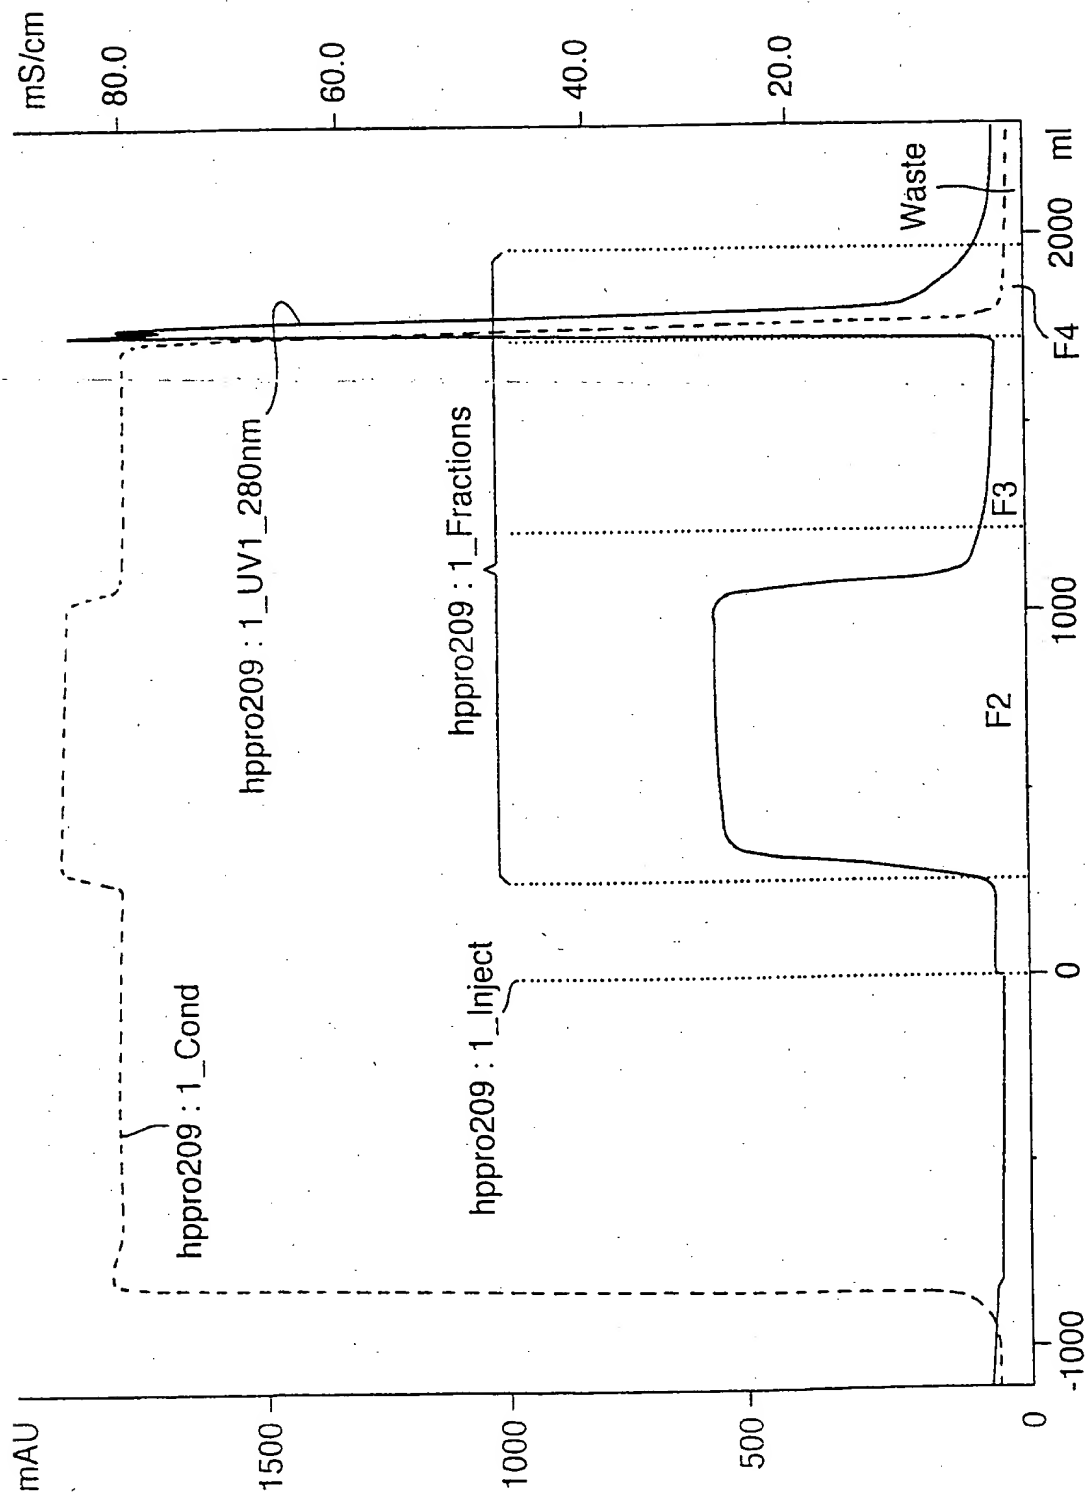 mAU
mS/cm
1500
1000
500
0
80.0
60.0
40.0
20.0
hppro209 : 1_Cond
hppro209 : 1_UV1_280nm
hppro209 : 1_Fractions
hppro209 : 1_Inject
Waste
F2
F3
F4
-1000
0
1000
2000
ml